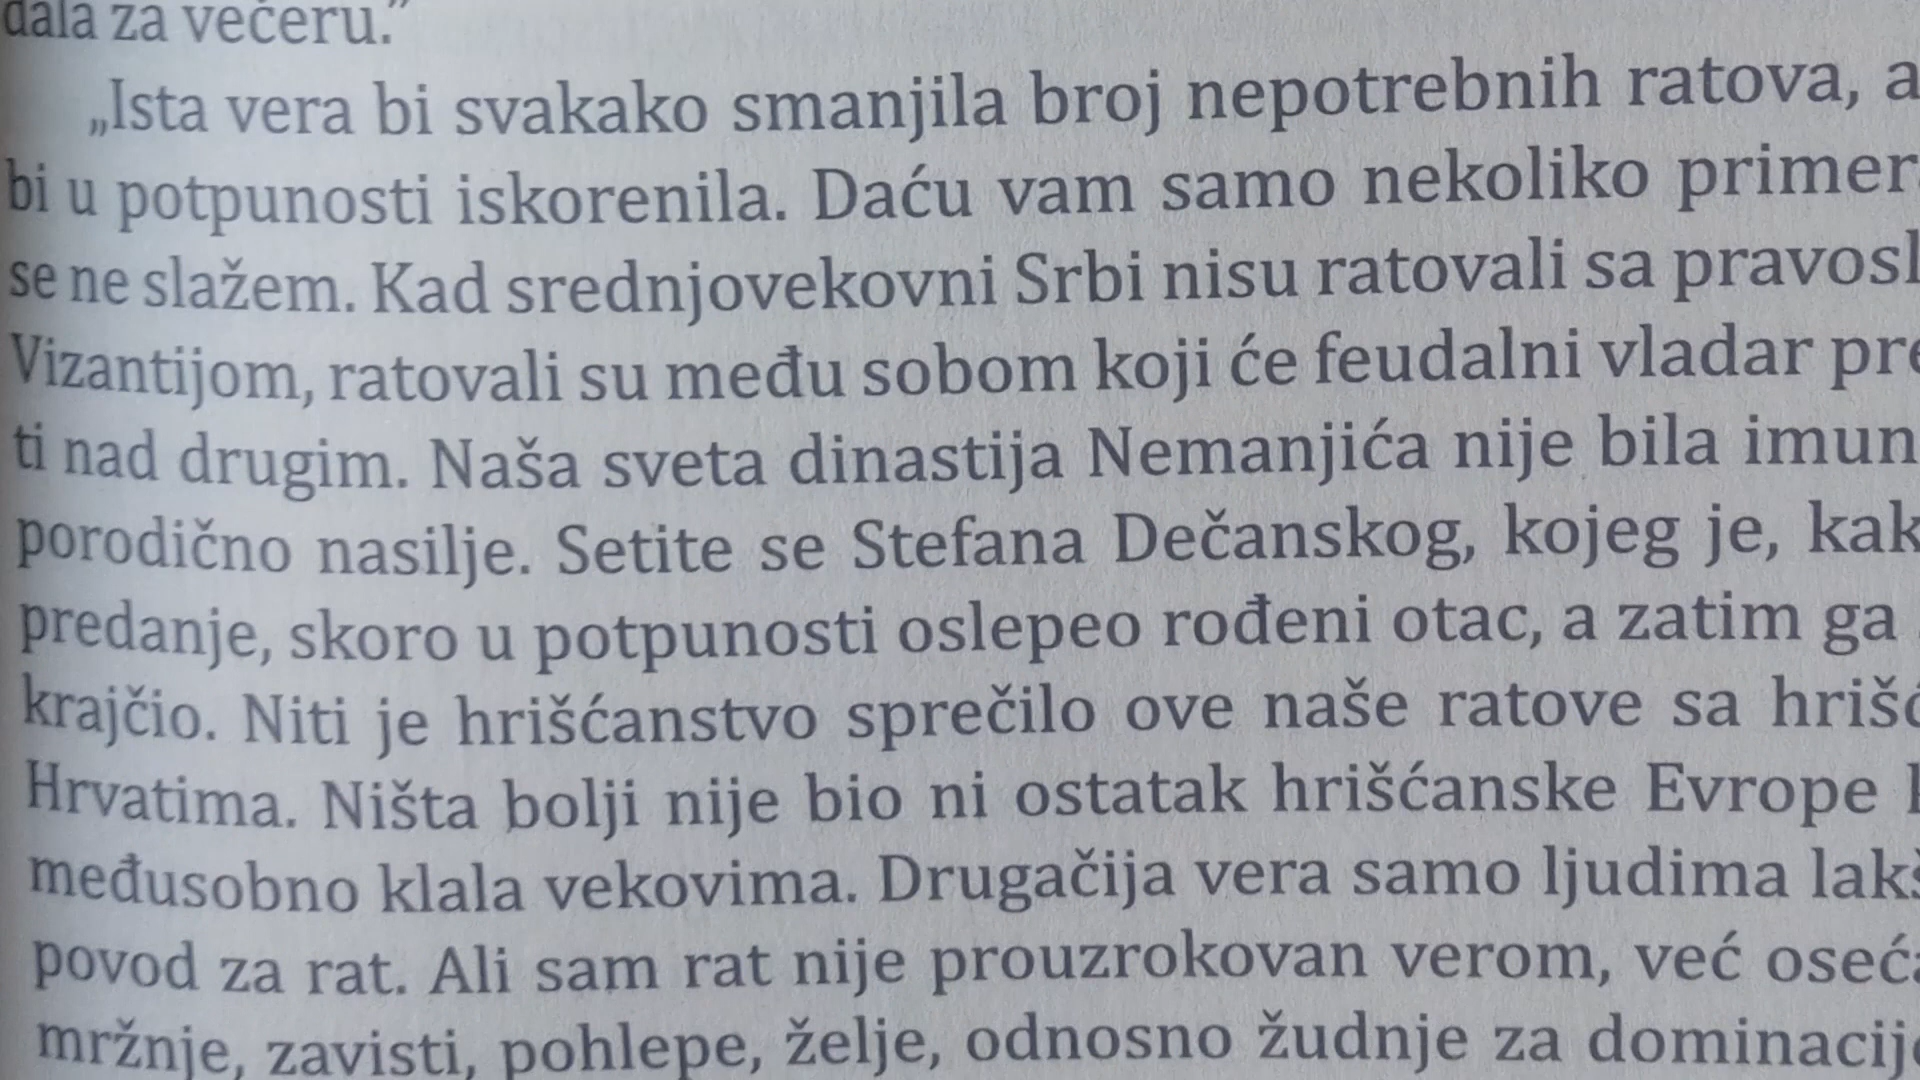 dala za večeru.”
„Ista vera bi svakako smanjila broj nepotrebnih ratova, a
bi u potpunosti iskorenila. Daću vam samo nekoliko primer
se ne slažem. Kad srednjovekovni Srbi nisu ratovali sa pravosl
Vizantijom, ratovali su među sobom koji će feudalni vladar pre
ti nad drugim. Naša sveta dinastija Nemanjića nije bila imun
porodično nasilje. Setite se Stefana Dečanskog, kojeg je, kak
predanje, skoro u potpunosti oslepeo rođeni otac, a zatim ga
krajčio. Niti je hrišćanstvo sprečilo ove naše ratove sa hrišć
Hrvatima. Ništa bolji nije bio ni ostatak hrišćanske Evrope
međusobno klala vekovima. Drugačija vera samo ljudima lakš
povod za rat. Ali sam rat nije prouzrokovan verom, već oseća
mržnje, zavisti, pohlepe, želje, odnosno žudnje za dominacij